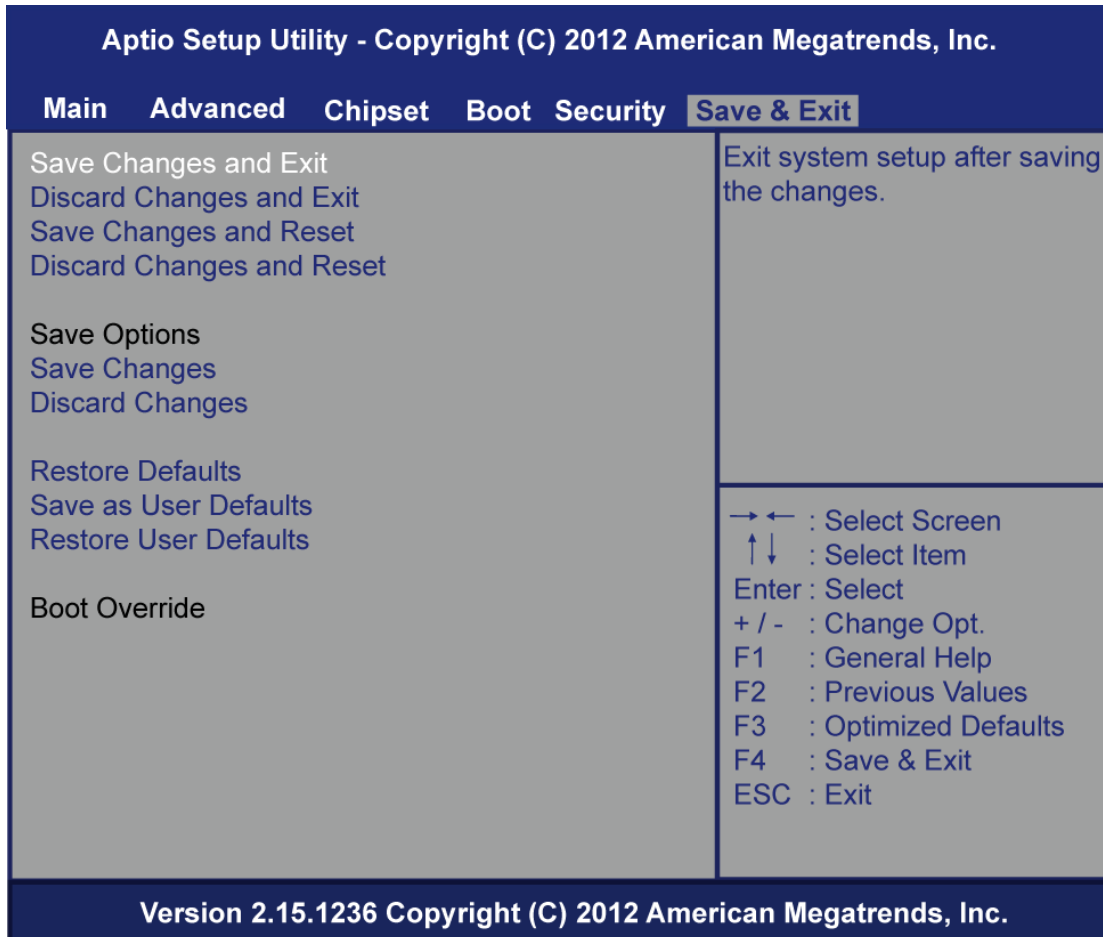 Aptio Setup Utility - Copyright (C) 2012 American Megatrends, Inc.
Main Advanced Chipset Boot Security Save & Exit
Save Changes and Exit
Discard Changes and Exit
Save Changes and Reset
Discard Changes and Reset
Save Options
Save Changes
Discard Changes
Restore Defaults
Save as User Defaults
Restore User Defaults
Boot Override
Exit system setup after saving
the changes.
→ ← : Select Screen
↑↓ : Select Item
Enter : Select
+ / - : Change Opt.
F1 : General Help
F2 : Previous Values
F3 : Optimized Defaults
F4 : Save & Exit
ESC : Exit
Version 2.15.1236 Copyright (C) 2012 American Megatrends, Inc.